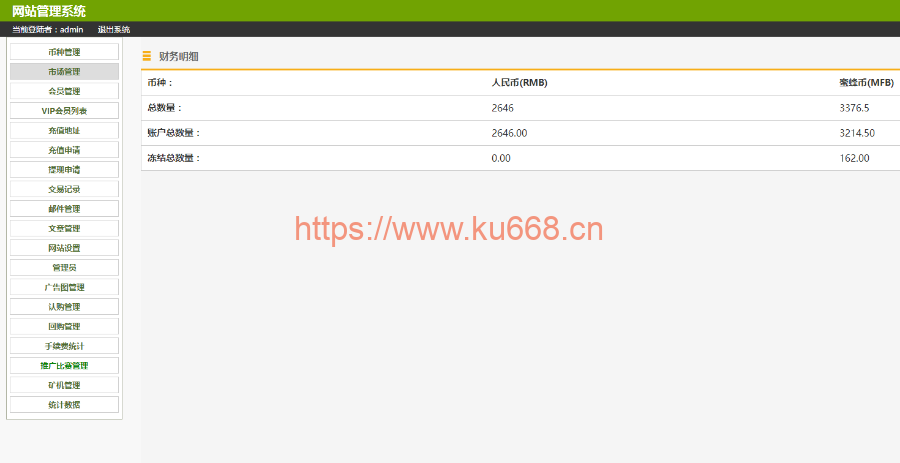 网站管理系统
当前登陆者：admin 退出系统
币种管理
市场管理
会员管理
VIP会员列表
充值地址
充值申请
提现申请
交易记录
邮件管理
文章管理
网站设置
管理员
广告图管理
认购管理
回购管理
手续费统计
推广比赛管理
矿机管理
统计数据
财务明细
币种： 人民币(RMB) 蜜蜂币(MFB)
总数量： 2646 3376.5
账户总数量： 2646.00 3214.50
冻结总数量： 0.00 162.00
https://www.ku668.cn